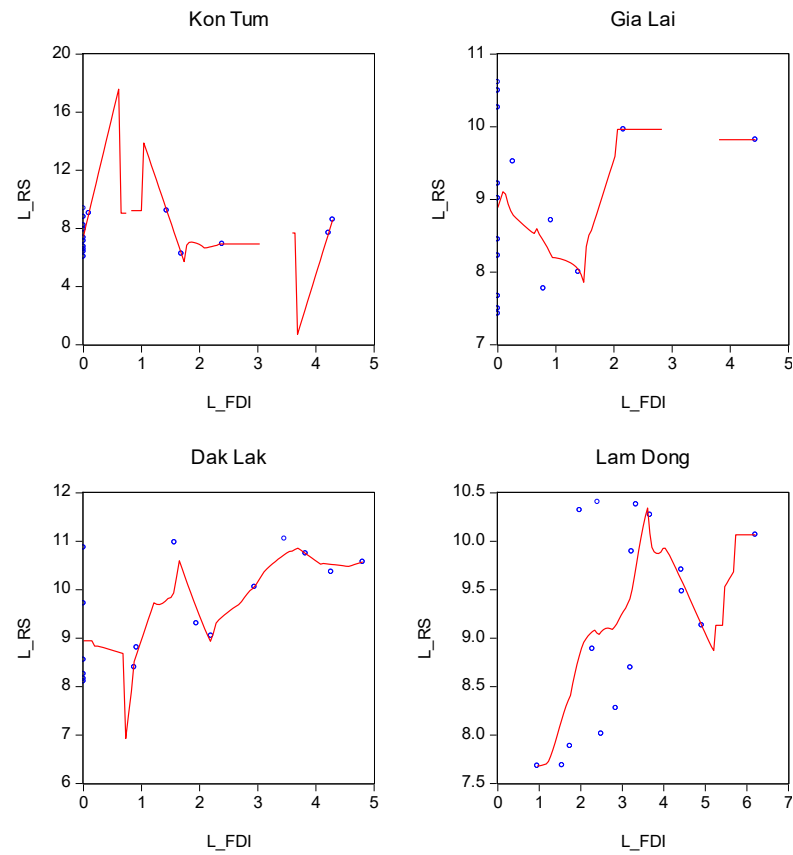 Kon Tum
20
16
12
8
4
0
L_RS
0 1 2 3 4 5
L_FDI
Gia Lai
11
10
9
8
7
L_RS
0 1 2 3 4 5
L_FDI
Dak Lak
12
11
10
9
8
7
6
L_RS
0 1 2 3 4 5
L_FDI
Lam Dong
10.5
10.0
9.5
9.0
8.5
8.0
7.5
L_RS
0 1 2 3 4 5 6 7
L_FDI